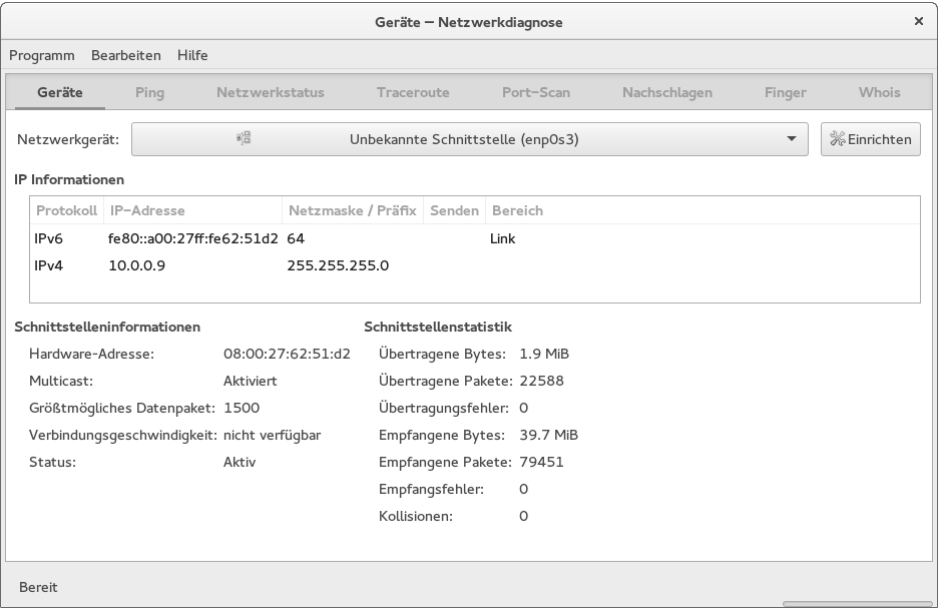 Geräte – Netzwerkdiagnose ×
Programm Bearbeiten Hilfe
Geräte Ping Netzwerkstatus Traceroute Port-Scan Nachschlagen Finger Whois
Netzwerkgerät: Unbekannte Schnittstelle (enp0s3) Einrichten
IP Informationen
Protokoll IP-Adresse Netzmaske / Präfix Senden Bereich
IPv6 fe80::a00:27ff:fe62:51d2 64 Link
IPv4 10.0.0.9 255.255.255.0
Schnittstelleninformationen Schnittstellenstatistik
Hardware-Adresse: 08:00:27:62:51:d2 Übertragene Bytes: 1.9 MiB
Multicast: Aktiviert Übertragene Pakete: 22588
Größtmögliches Datenpaket: 1500 Übertragungsfehler: 0
Verbindungsgeschwindigkeit: nicht verfügbar Empfangene Bytes: 39.7 MiB
Status: Aktiv Empfangene Pakete: 79451
Empfangsfehler: 0
Kollisionen: 0
Bereit